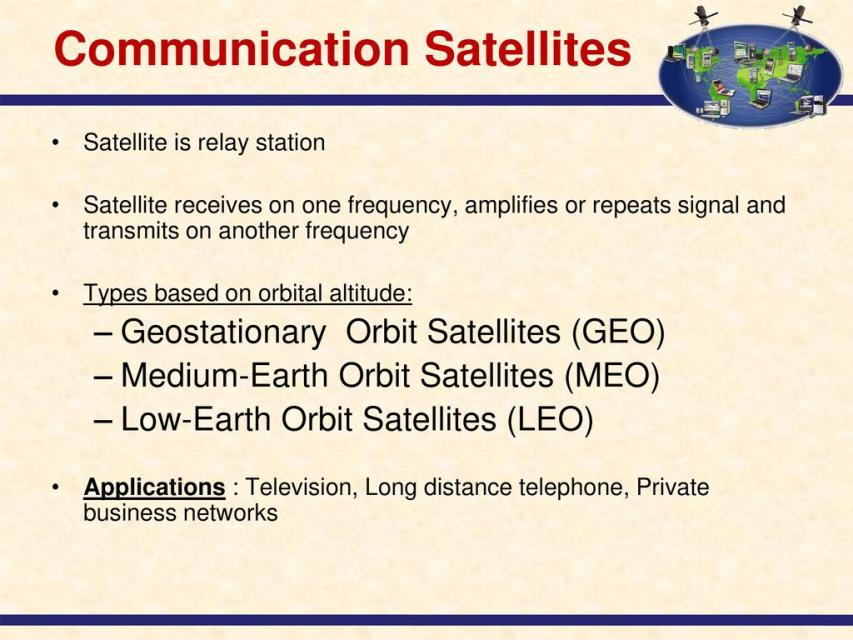 Communication Satellites
• Satellite is relay station
• Satellite receives on one frequency, amplifies or repeats signal and
transmits on another frequency
• Types based on orbital altitude:
– Geostationary  Orbit Satellites (GEO)
– Medium-Earth Orbit Satellites (MEO)
– Low-Earth Orbit Satellites (LEO)
• Applications : Television, Long distance telephone, Private
business networks